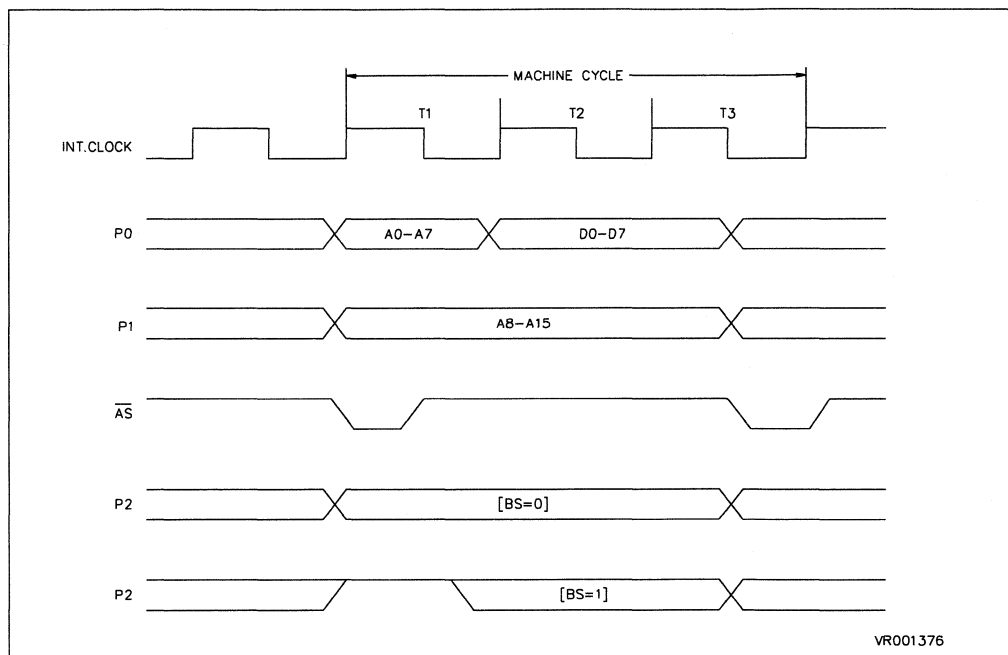 MACHINE CYCLE
T1 T2 T3
INT.CLOCK
P0 A0-A7 D0-D7
P1 A8-A15
AS
P2 [BS=0]
P2 [BS=1]
VR001376